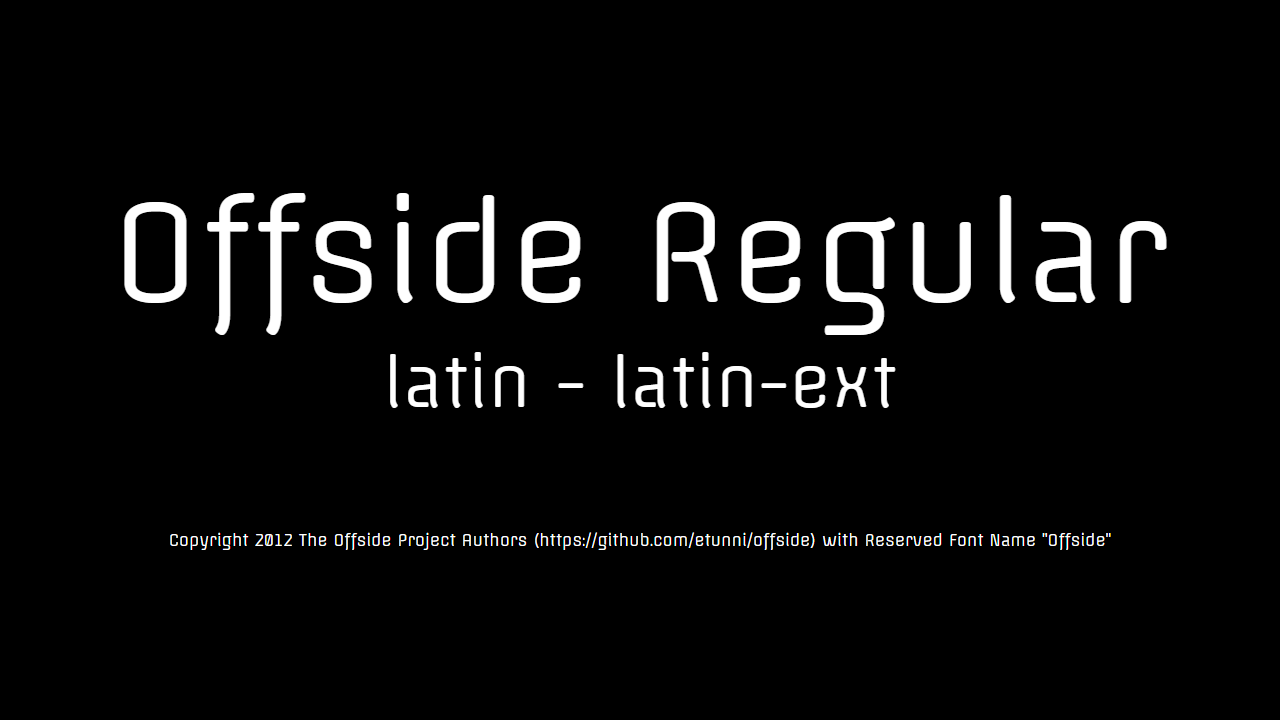 Offside Regular
latin - latin-ext
Copyright 2012 The Offside Project Authors (https://github.com/etunni/offside) with Reserved Font Name "Offside"